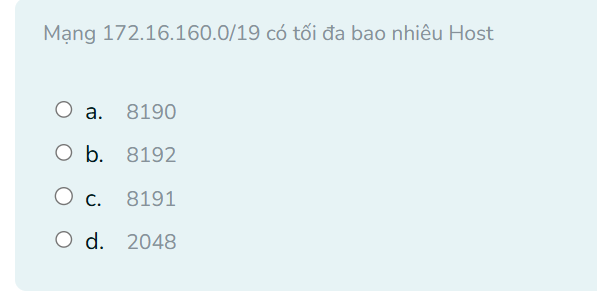 Mạng 172.16.160.0/19 có tối đa bao nhiêu Host
a. 8190
b. 8192
c. 8191
d. 2048